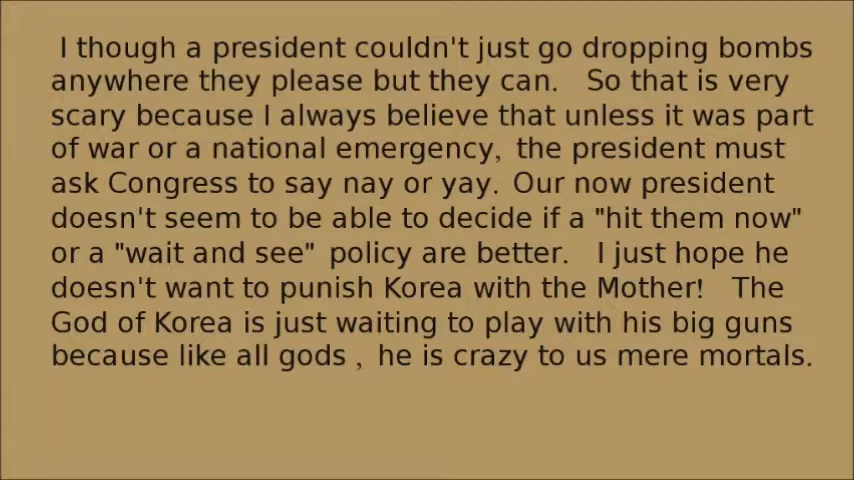 I though a president couldn't just go dropping bombs
anywhere they please but they can. So that is very
scary because I always believe that unless it was part
of war or a national emergency, the president must
ask Congress to say nay or yay. Our now president
doesn't seem to be able to decide if a "hit them now"
or a "wait and see" policy are better. I just hope he
doesn't want to punish Korea with the Mother! The
God of Korea is just waiting to play with his big guns
because like all gods , he is crazy to us mere mortals.